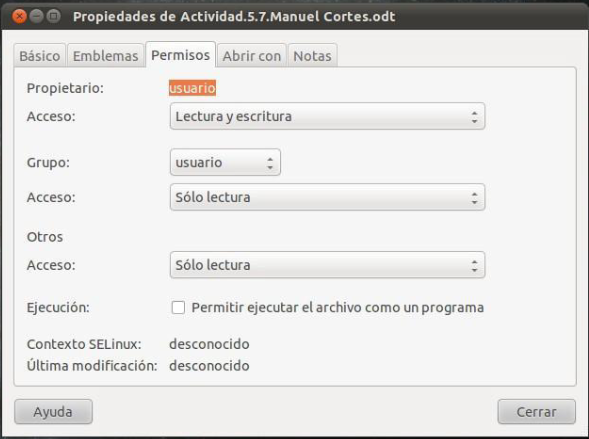 Propiedades de Actividad.5.7.Manuel Cortes.odt
Básico Emblemas Permisos Abrir con Notas
Propietario: usuario
Acceso: Lectura y escritura
Grupo: usuario
Acceso: Sólo lectura
Otros
Acceso: Sólo lectura
Ejecución: Permitir ejecutar el archivo como un programa
Contexto SELinux: desconocido
Última modificación: desconocido
Ayuda Cerrar